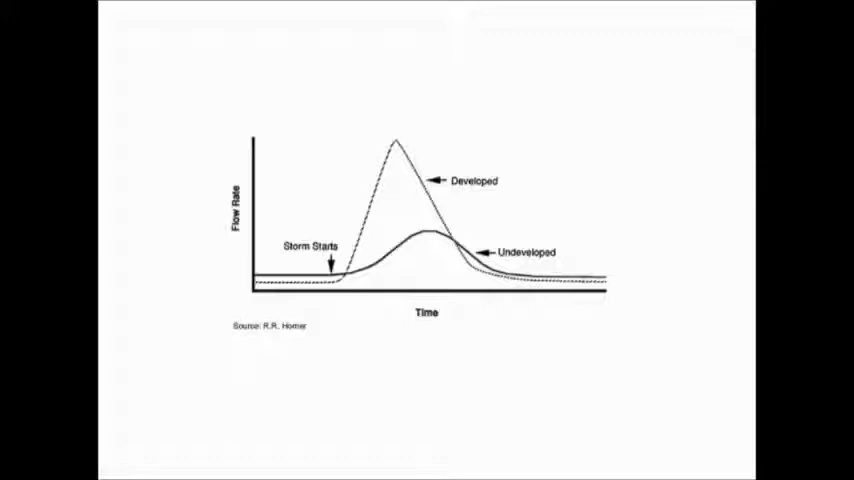 Flow Rate
Developed
Storm Starts
Undeveloped
Time
Source: R.R. Horner